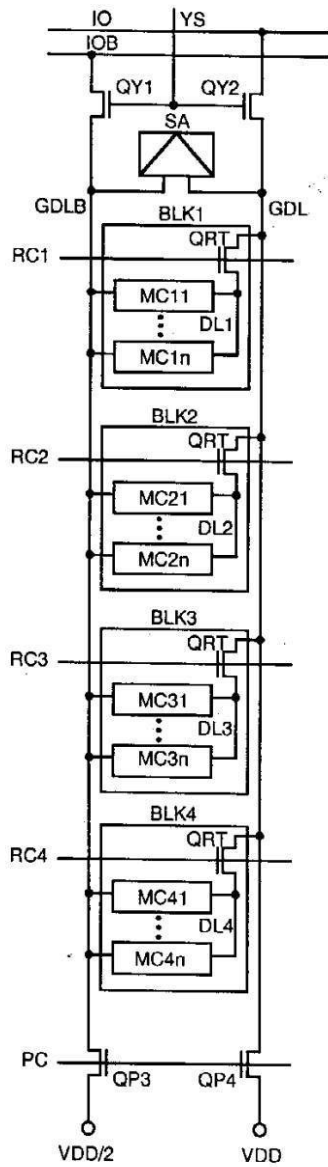 IO YS
IOB
QY1 QY2
SA
GDLB GDL
BLK1
QRT
RC1
MC11
DL1
MC1n
BLK2
QRT
RC2
MC21
DL2
MC2n
BLK3
QRT
RC3
MC31
DL3
MC3n
BLK4
QRT
RC4
MC41
DL4
MC4n
PC
QP3 QP4
VDD/2 VDD